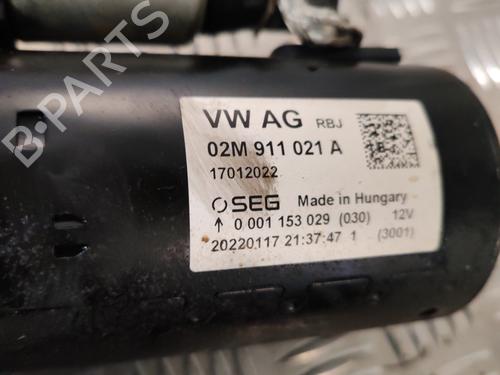 VW AG RBJ
02M 911 021 A
17012022
SEG Made in Hungary
↑ 0 001 153 029 (030) 12V
20220117 21:37:47 1 (3001)
B-PARTS